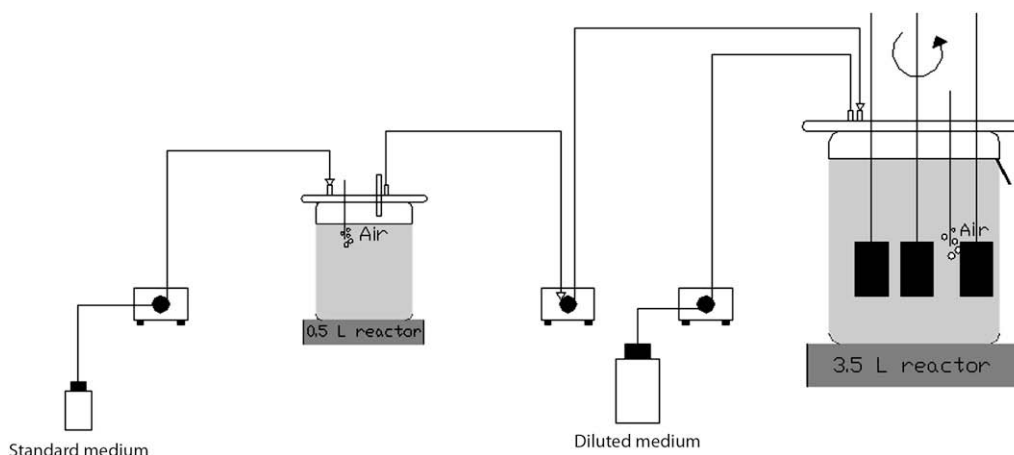 Air
Air
0.5 L reactor
3.5 L reactor
Standard medium
Diluted medium